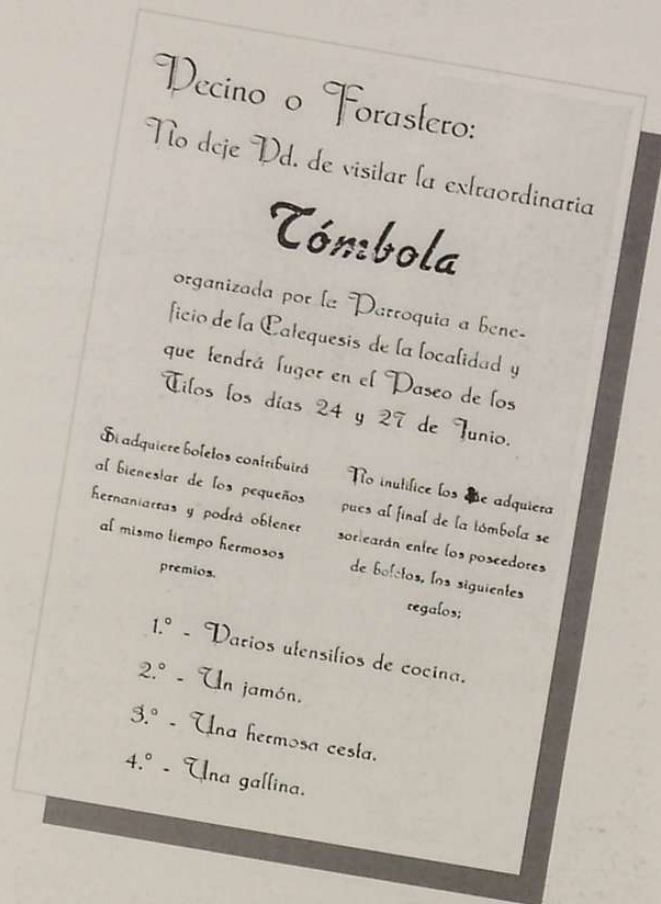 Vecino o Forastero:
No deje Vd. de visitar la extraordinaria
Tómbola
organizada por la Parroquia a bene-
ficio de la Catequesis de la localidad y
que tendrá lugar en el Paseo de los
Tilos los días 24 y 27 de Junio.
Si adquiere boletos contribuirá
al bienestar de los pequeños
hernaniarras y podrá obtener
al mismo tiempo hermosos
premios.
No inutilice los que adquiera
pues al final de la tómbola se
sortearán entre los poseedores
de boletos, los siguientes
regalos:
1.° - Varios utensilios de cocina.
2.° - Un jamón.
3.° - Una hermosa cesta.
4.° - Una gallina.